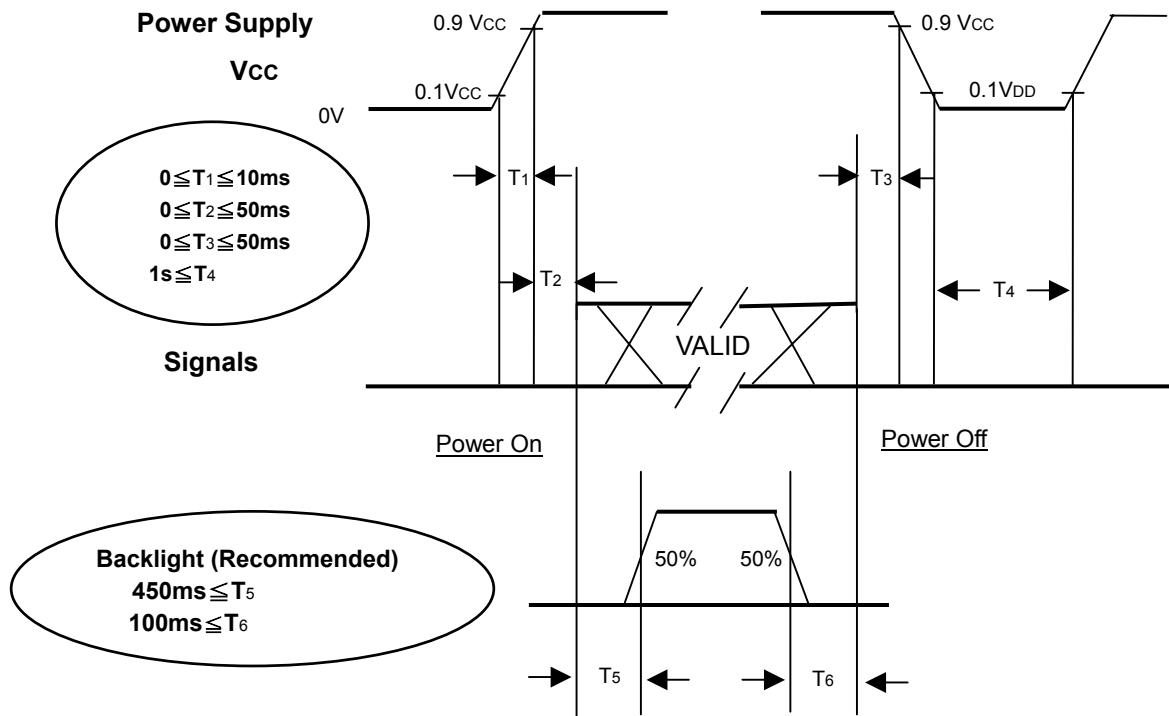 Power Supply
Vcc
0.9 Vcc
0.1Vcc
0V
0.9 Vcc
0.1VDD
0≦T1≦10ms
0≦T2≦50ms
0≦T3≦50ms
1s≦T4
T1
T2
T3
T4
Signals
VALID
Power On
Power Off
Backlight (Recommended)
450ms≦T5
100ms≦T6
50%
50%
T5
T6